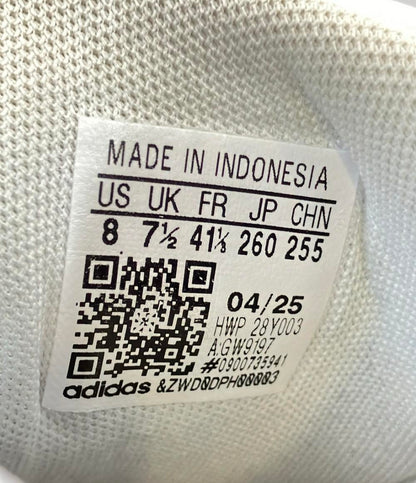 MADE IN INDONESIA
US UK FR JP CHN
8 7½ 41⅓ 260 255
04/25
HWP 28Y003
A:GW9197
#0900735941
adidas &ZWD0DPH00003